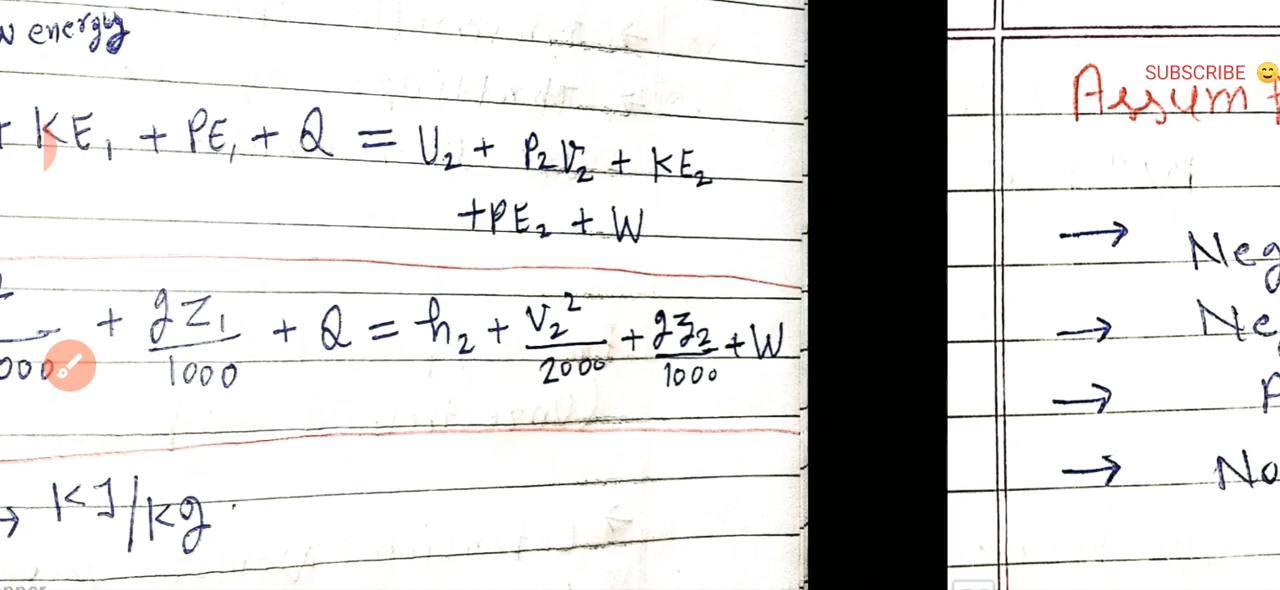 w energy
+ KE₁ + PE₁ + Q = U₂ + P₂V₂ + KE₂
+PE₂ + W
+ gZ₁/1000 + Q = h₂ + V₂²/2000 + gz₂/1000 + W
→ KJ/kg.
SUBSCRIBE 😊
Assum
→ Neg
→ Ne
→ P
→ No